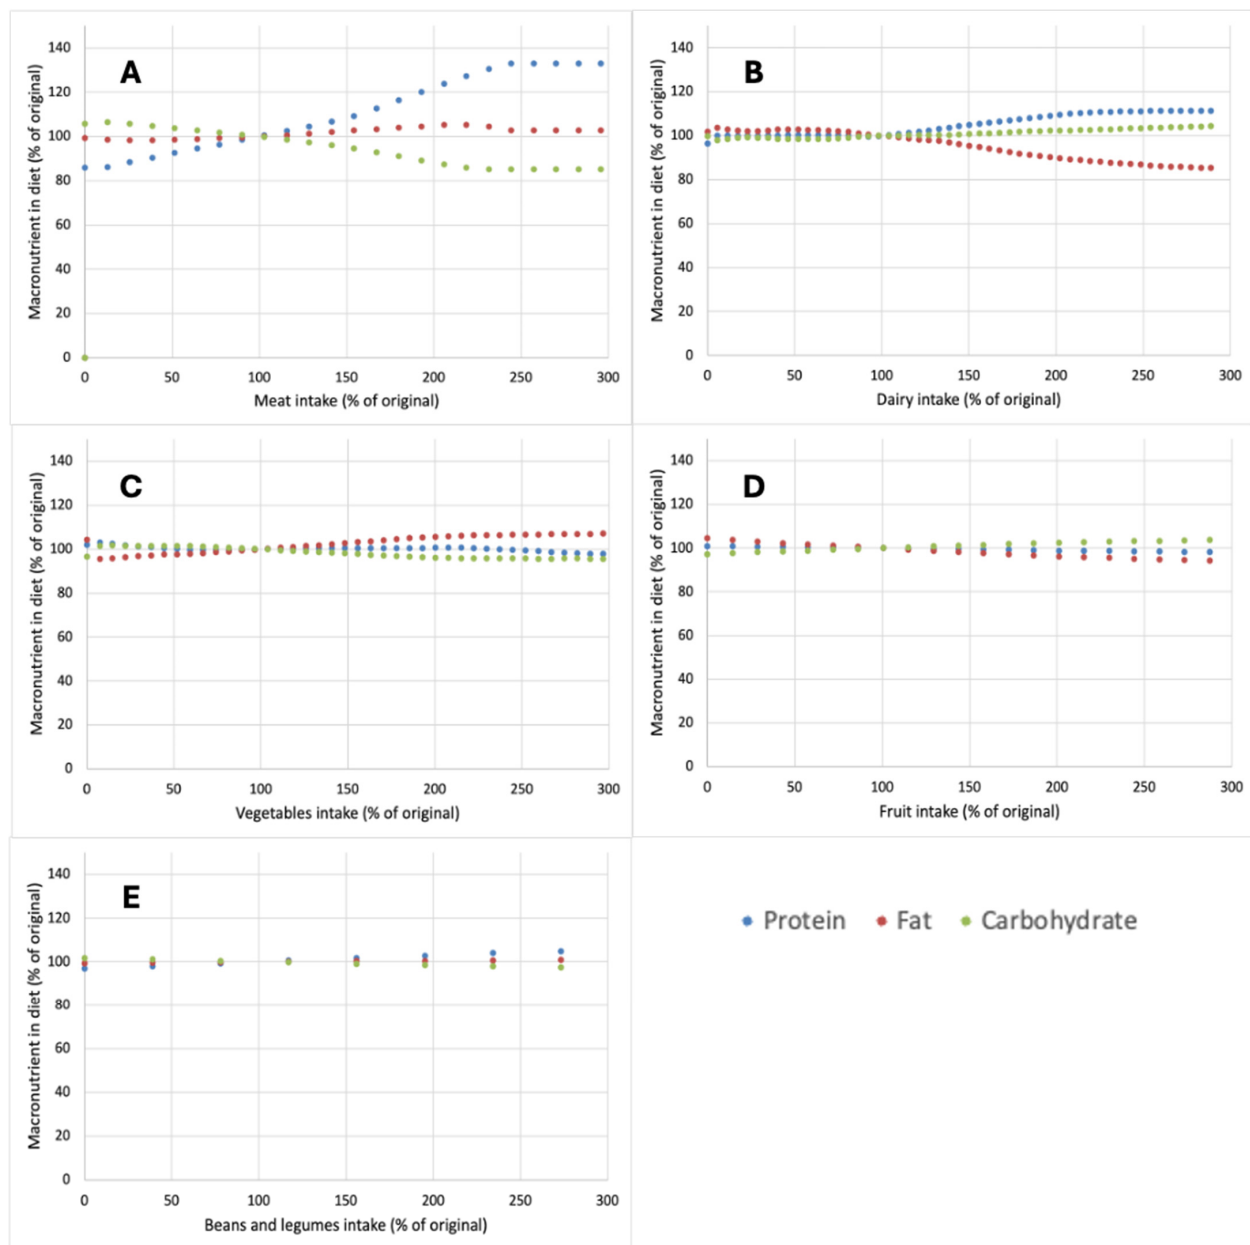 A
Macronutrient in diet (% of original)
140
120
100
80
60
40
20
0
0 50 100 150 200 250 300
Meat intake (% of original)
B
Macronutrient in diet (% of original)
140
120
100
80
60
40
20
0
0 50 100 150 200 250 300
Dairy intake (% of original)
C
Macronutrient in diet (% of original)
140
120
100
80
60
40
20
0
0 50 100 150 200 250 300
Vegetables intake (% of original)
D
Macronutrient in diet (% of original)
140
120
100
80
60
40
20
0
0 50 100 150 200 250 300
Fruit intake (% of original)
E
Macronutrient in diet (% of original)
140
120
100
80
60
40
20
0
0 50 100 150 200 250 300
Beans and legumes intake (% of original)
Protein Fat Carbohydrate